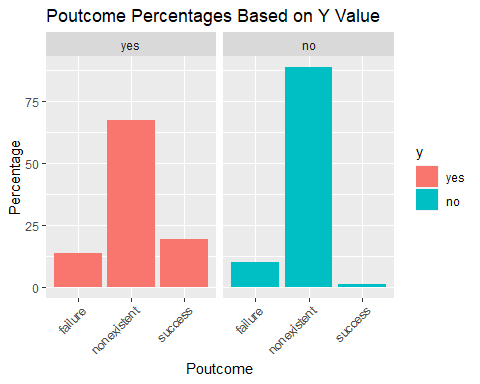 Poutcome Percentages Based on Y Value
yes
no
Percentage
75
50
25
0
failure
nonexistent
success
failure
nonexistent
success
Poutcome
y
yes
no